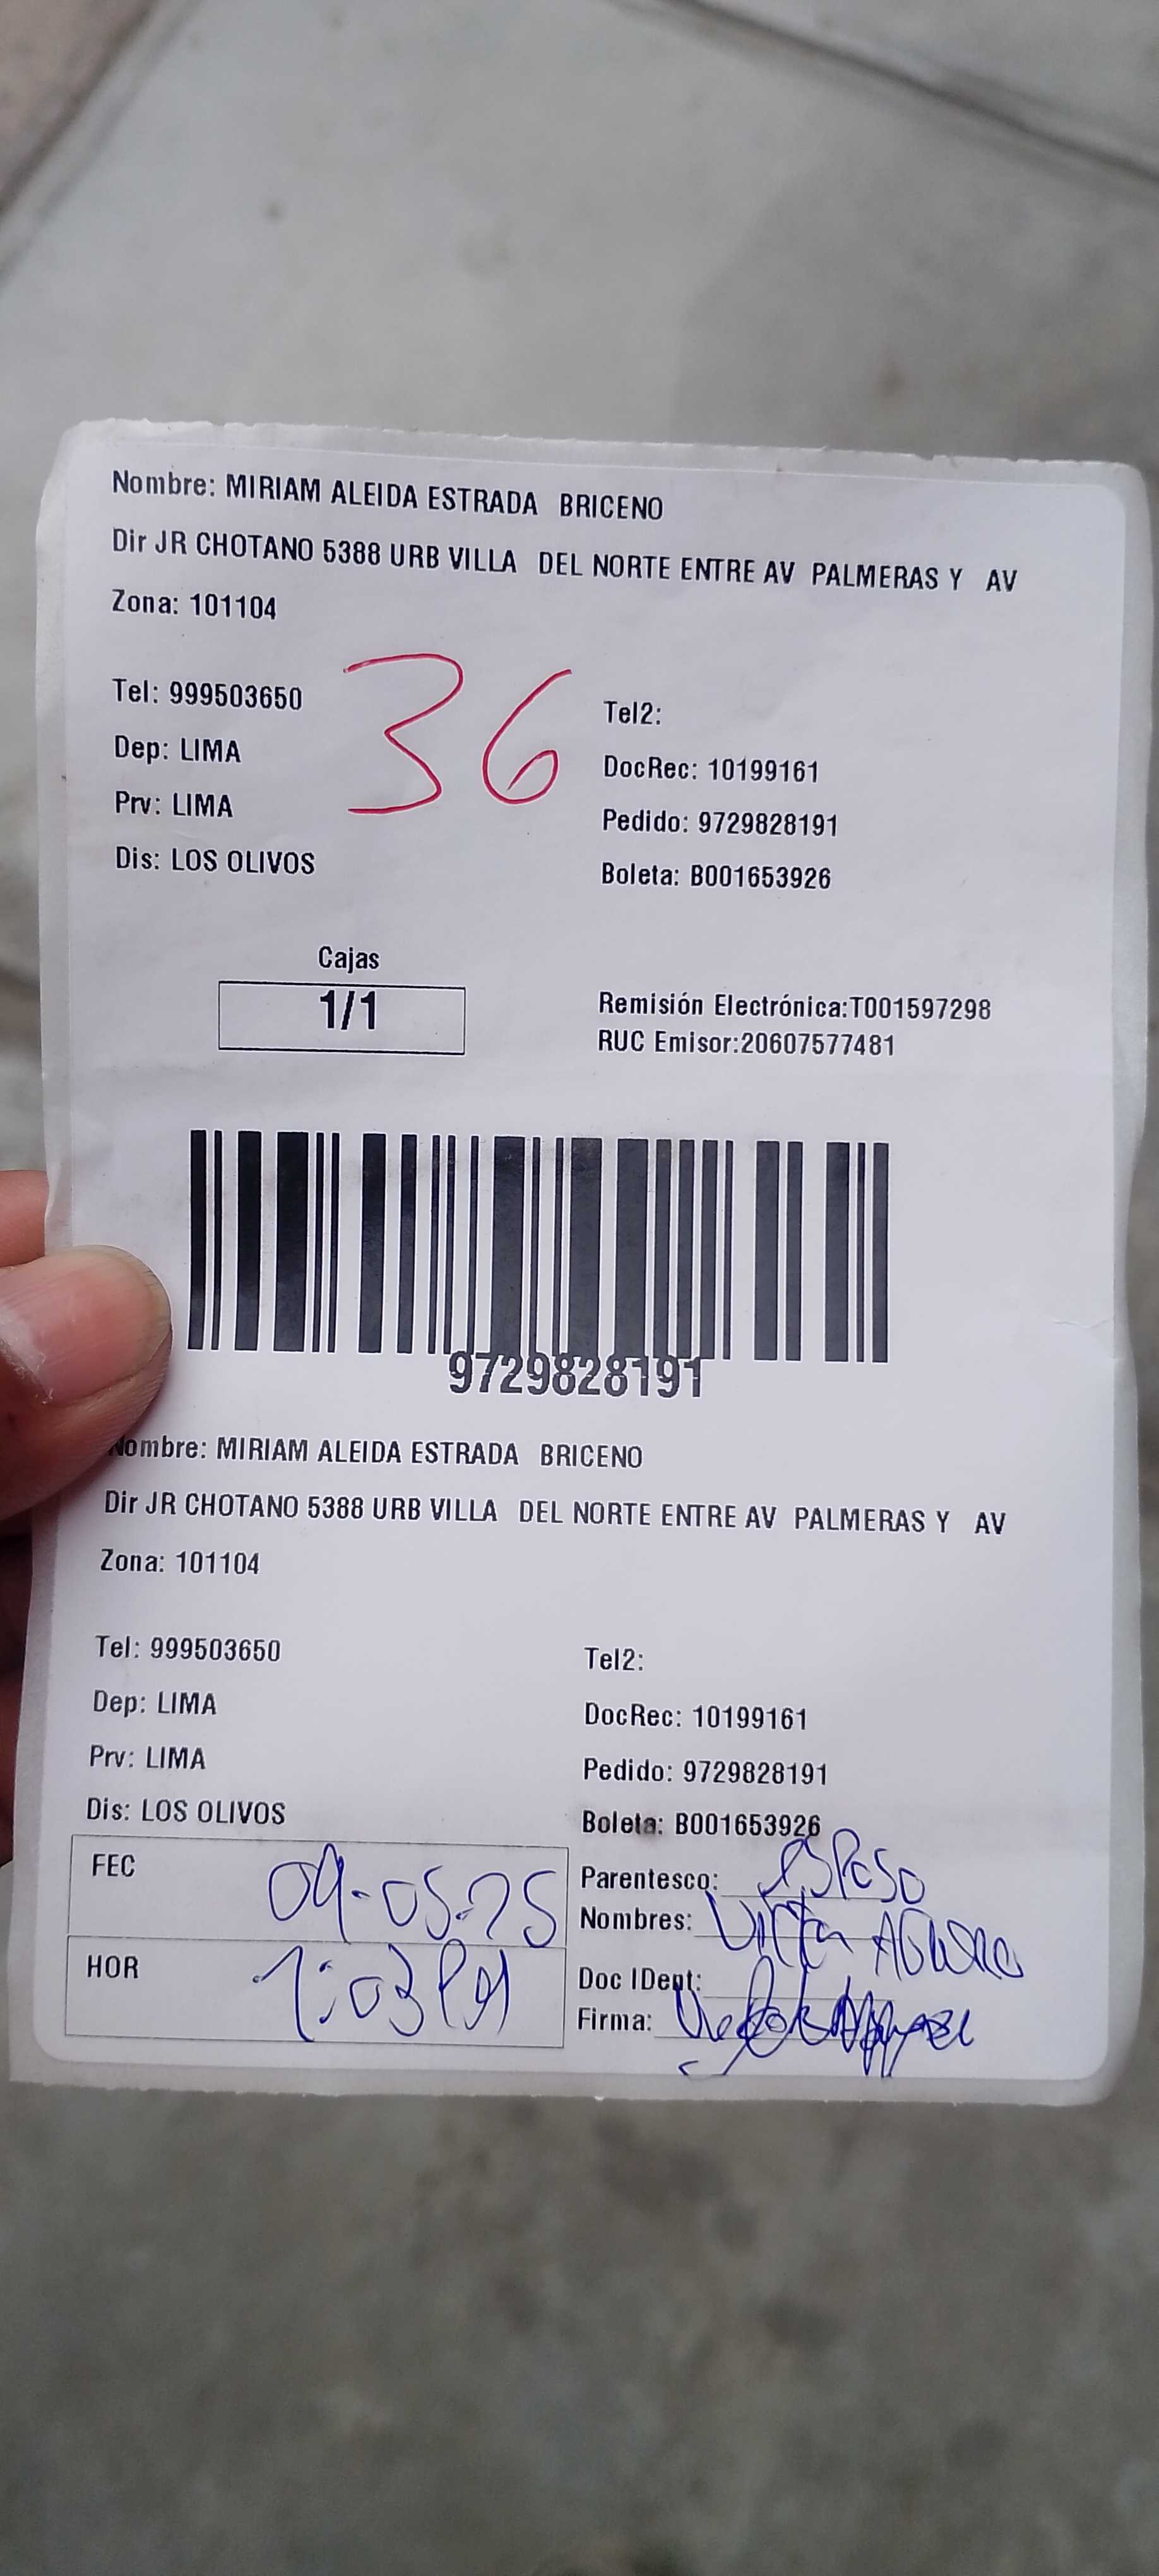 Nombre: MIRIAM ALEIDA ESTRADA BRICENO
Dir JR CHOTANO 5388 URB VILLA DEL NORTE ENTRE AV PALMERAS Y AV
Zona: 101104
36
Tel: 999503650 Tel2:
Dep: LIMA DocRec: 10199161
Prv: LIMA Pedido: 9729828191
Dis: LOS OLIVOS Boleta: B001653926
Cajas
1/1
Remisión Electrónica:T001597298
RUC Emisor:20607577481
9729828191
Nombre: MIRIAM ALEIDA ESTRADA BRICENO
Dir JR CHOTANO 5388 URB VILLA DEL NORTE ENTRE AV PALMERAS Y AV
Zona: 101104
Tel: 999503650 Tel2:
Dep: LIMA DocRec: 10199161
Prv: LIMA Pedido: 9729828191
Dis: LOS OLIVOS Boleta: B001653926
FEC 09-05-25 Parentesco: ESPOSO
Nombres:
HOR 1:03 PM Doc IDent:
Firma: